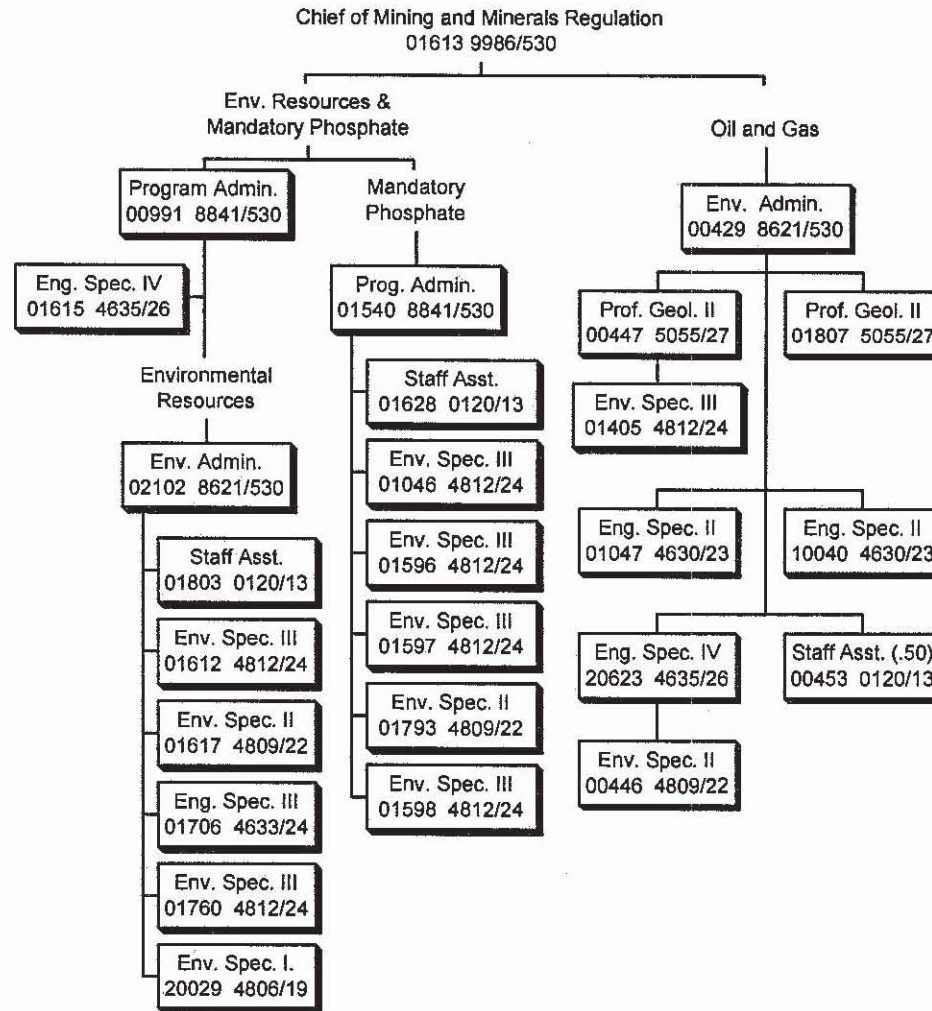 Chief of Mining and Minerals Regulation
01613 9986/530
Env. Resources &
Mandatory Phosphate
Program Admin.
00991 8841/530
Eng. Spec. IV
01615 4635/26
Environmental
Resources
Env. Admin.
02102 8621/530
Staff Asst.
01803 0120/13
Env. Spec. III
01612 4812/24
Env. Spec. II
01617 4809/22
Eng. Spec. III
01706 4633/24
Env. Spec. III
01760 4812/24
Env. Spec. I.
20029 4806/19
Mandatory
Phosphate
Prog. Admin.
01540 8841/530
Staff Asst.
01628 0120/13
Env. Spec. III
01046 4812/24
Env. Spec. III
01596 4812/24
Env. Spec. III
01597 4812/24
Env. Spec. II
01793 4809/22
Env. Spec. III
01598 4812/24
Oil and Gas
Env. Admin.
00429 8621/530
Prof. Geol. II
00447 5055/27
Prof. Geol. II
01807 5055/27
Env. Spec. III
01405 4812/24
Eng. Spec. II
01047 4630/23
Eng. Spec. II
10040 4630/23
Eng. Spec. IV
20623 4635/26
Staff Asst. (.50)
00453 0120/13
Env. Spec. II
00446 4809/22